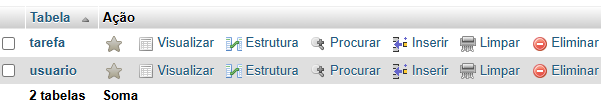 Tabela Ação
tarefa Visualizar Estrutura Procurar Inserir Limpar Eliminar
usuario Visualizar Estrutura Procurar Inserir Limpar Eliminar
2 tabelas Soma